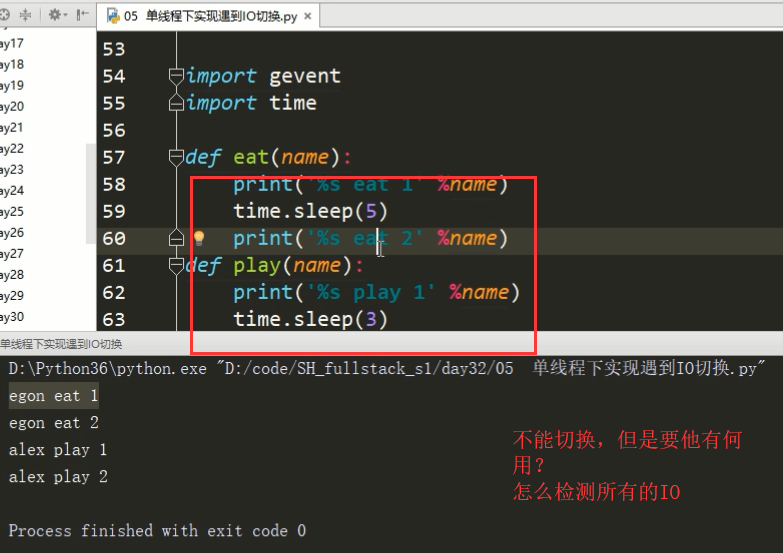 05 单线程下实现遇到IO切换.py ×
ay17
ay18
ay19
ay20
ay21
ay22
ay23
ay24
ay25
ay26
ay27
ay28
ay29
ay30
53
54 import gevent
55 import time
56
57 def eat(name):
58 print('%s eat 1' %name)
59 time.sleep(5)
60 print('%s eat 2' %name)
61 def play(name):
62 print('%s play 1' %name)
63 time.sleep(3)
单线程下实现遇到IO切换
D:\Python36\python.exe "D:/code/SH_fullstack_s1/day32/05 单线程下实现遇到IO切换.py"
egon eat 1
egon eat 2
alex play 1
alex play 2
Process finished with exit code 0
不能切换，但是要他有何
用？
怎么检测所有的IO